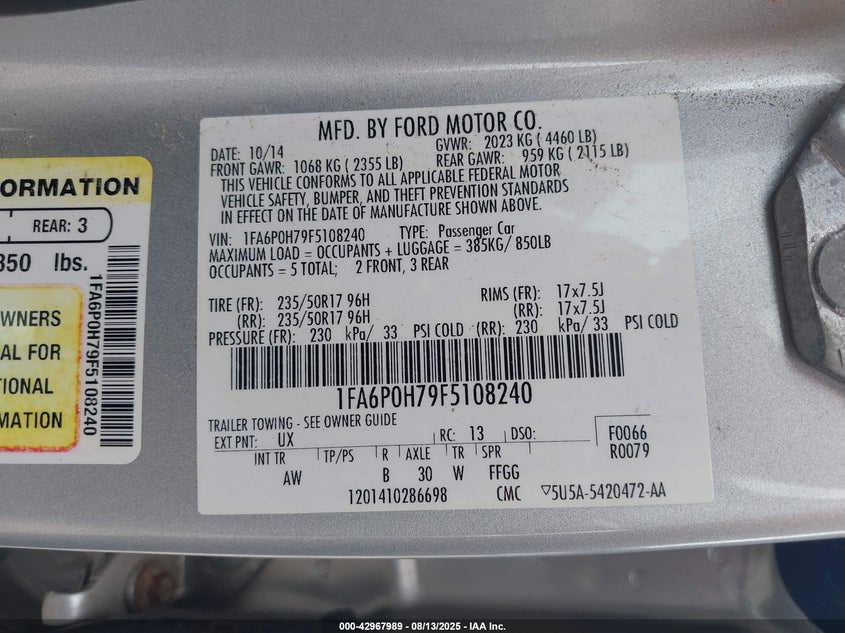 ORMATION
REAR: 3
350 lbs.
WNERS
AL FOR
TIONAL
MATION
1FA6P0H79F5108240
MFD. BY FORD MOTOR CO.
DATE: 10/14 GVWR: 2023 KG ( 4460 LB)
FRONT GAWR: 1068 KG ( 2355 LB) REAR GAWR: 959 KG ( 2115 LB)
THIS VEHICLE CONFORMS TO ALL APPLICABLE FEDERAL MOTOR
VEHICLE SAFETY, BUMPER, AND THEFT PREVENTION STANDARDS
IN EFFECT ON THE DATE OF MANUFACTURE SHOWN ABOVE.
VIN: 1FA6P0H79F5108240 TYPE: Passenger Car
MAXIMUM LOAD = OCCUPANTS + LUGGAGE = 385KG/ 850LB
OCCUPANTS = 5 TOTAL; 2 FRONT, 3 REAR
TIRE (FR): 235/50R17 96H RIMS (FR): 17x7.5J
(RR): 235/50R17 96H (RR): 17x7.5J
PRESSURE (FR): 230 kPa/ 33 PSI COLD (RR): 230 kPa/ 33 PSI COLD
1FA6P0H79F5108240
TRAILER TOWING - SEE OWNER GUIDE
EXT PNT: UX RC: 13 DSO: F0066
INT TR TP/PS R AXLE TR SPR R0079
AW B 30 W FFGG
1201410286698 CMC ▽5U5A-5420472-AA
000-42967989 - 08/13/2025 - IAA Inc.